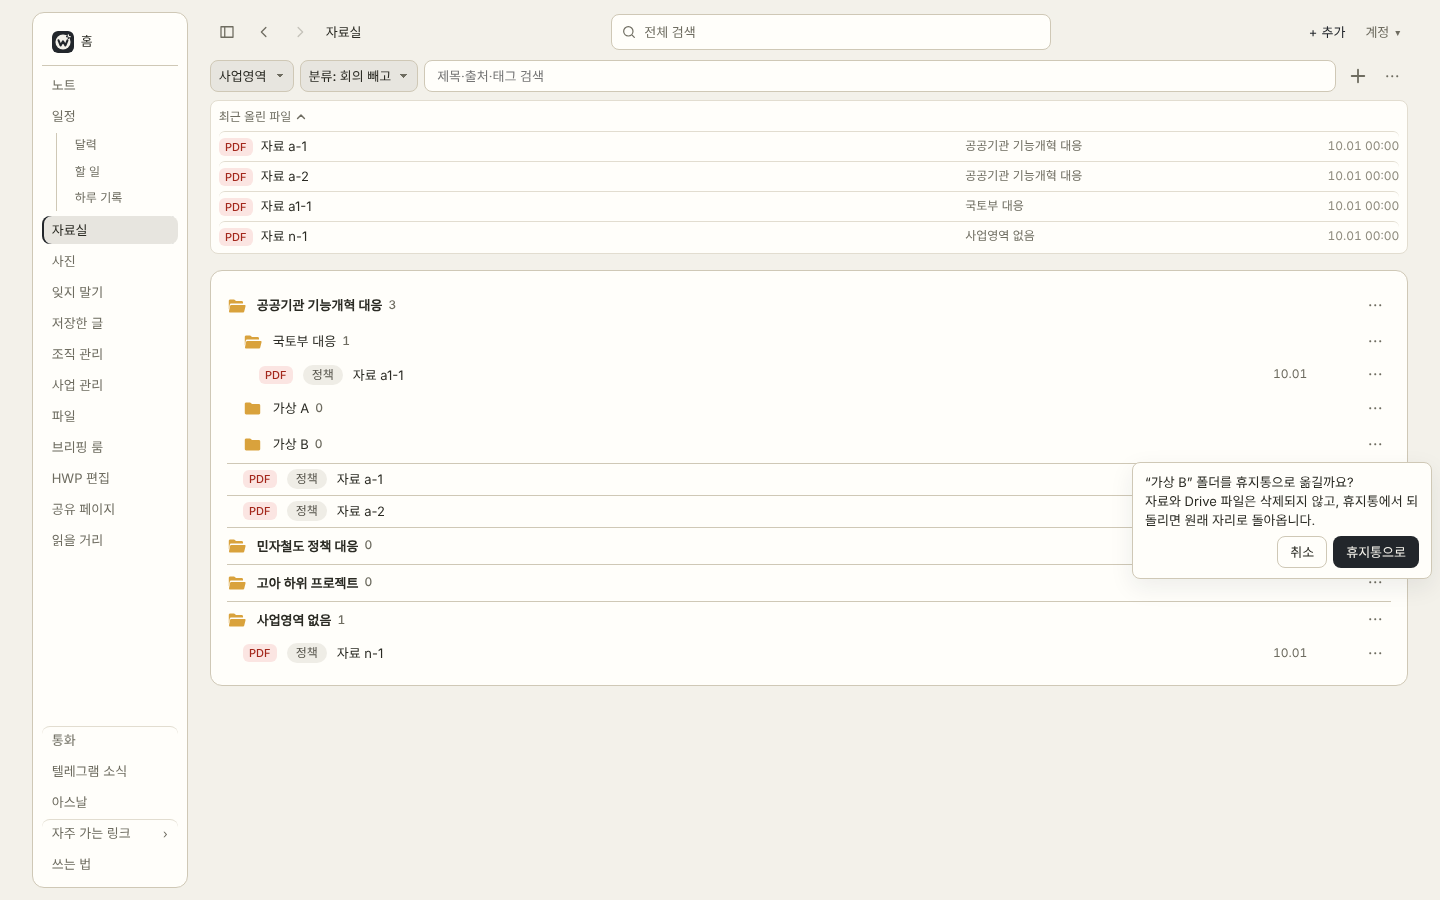 홈
노트
일정
달력
할 일
하루 기록
자료실
사진
잊지 말기
저장한 글
조직 관리
사업 관리
파일
브리핑 룸
HWP 편집
공유 페이지
읽을 거리
통화
텔레그램 소식
아스날
자주 가는 링크 ›
쓰는 법
자료실
전체 검색
+ 추가
계정 ▾
사업영역
분류: 회의 빼고
제목·출처·태그 검색
최근 올린 파일
PDF 자료 a-1 공공기관 기능개혁 대응 10.01 00:00
PDF 자료 a-2 공공기관 기능개혁 대응 10.01 00:00
PDF 자료 a1-1 국토부 대응 10.01 00:00
PDF 자료 n-1 사업영역 없음 10.01 00:00
공공기관 기능개혁 대응 3
국토부 대응 1
PDF 정책 자료 a1-1 10.01
가상 A 0
가상 B 0
PDF 정책 자료 a-1
PDF 정책 자료 a-2
민자철도 정책 대응 0
고아 하위 프로젝트 0
사업영역 없음 1
PDF 정책 자료 n-1 10.01
“가상 B” 폴더를 휴지통으로 옮길까요?
자료와 Drive 파일은 삭제되지 않고, 휴지통에서 되
돌리면 원래 자리로 돌아옵니다.
취소
휴지통으로